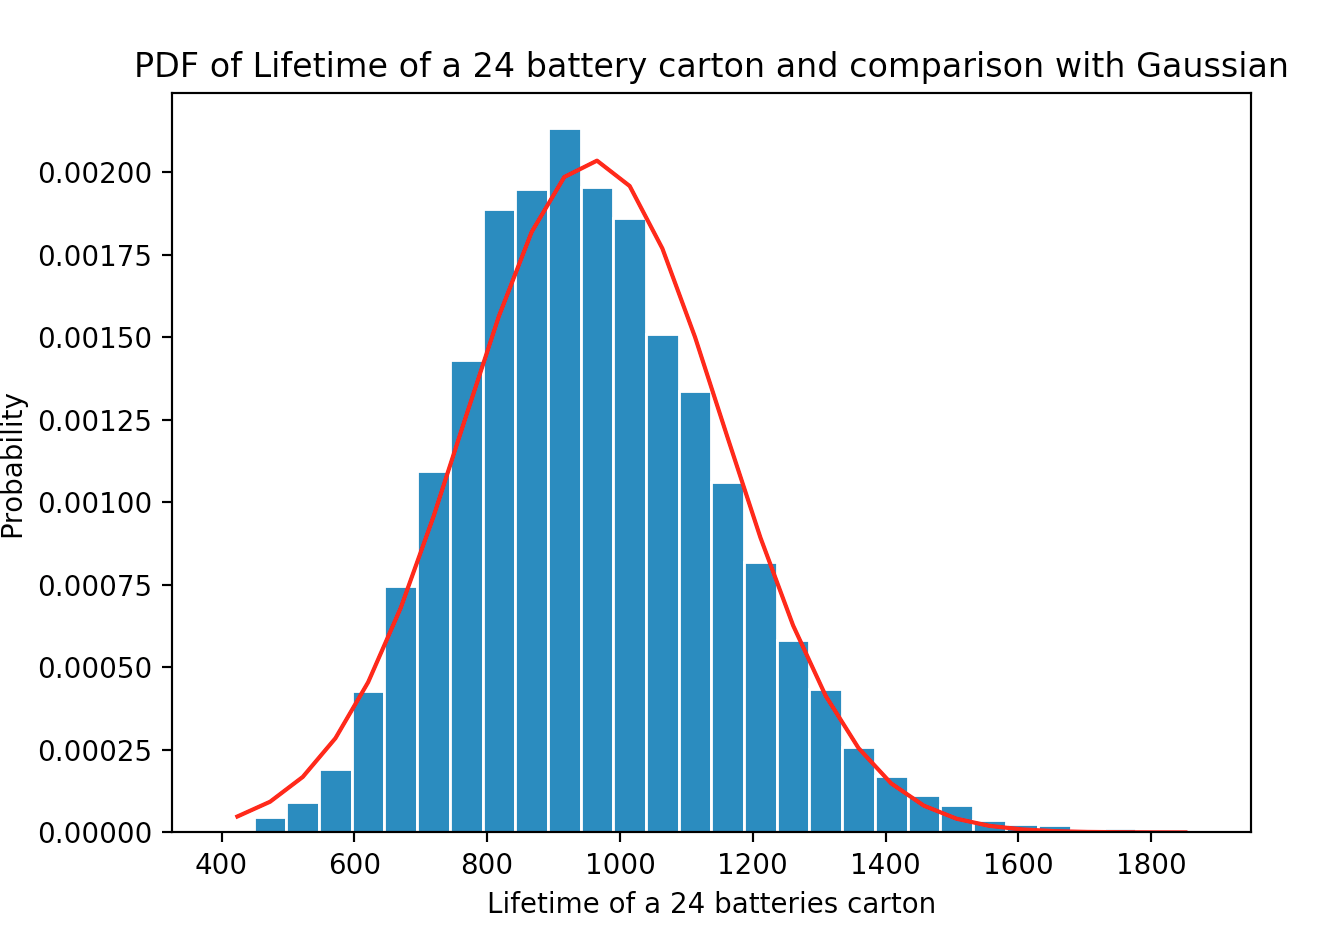 PDF of Lifetime of a 24 battery carton and comparison with Gaussian
0.00200
0.00175
0.00150
0.00125
0.00100
0.00075
0.00050
0.00025
0.00000
Probability
400 600 800 1000 1200 1400 1600 1800
Lifetime of a 24 batteries carton